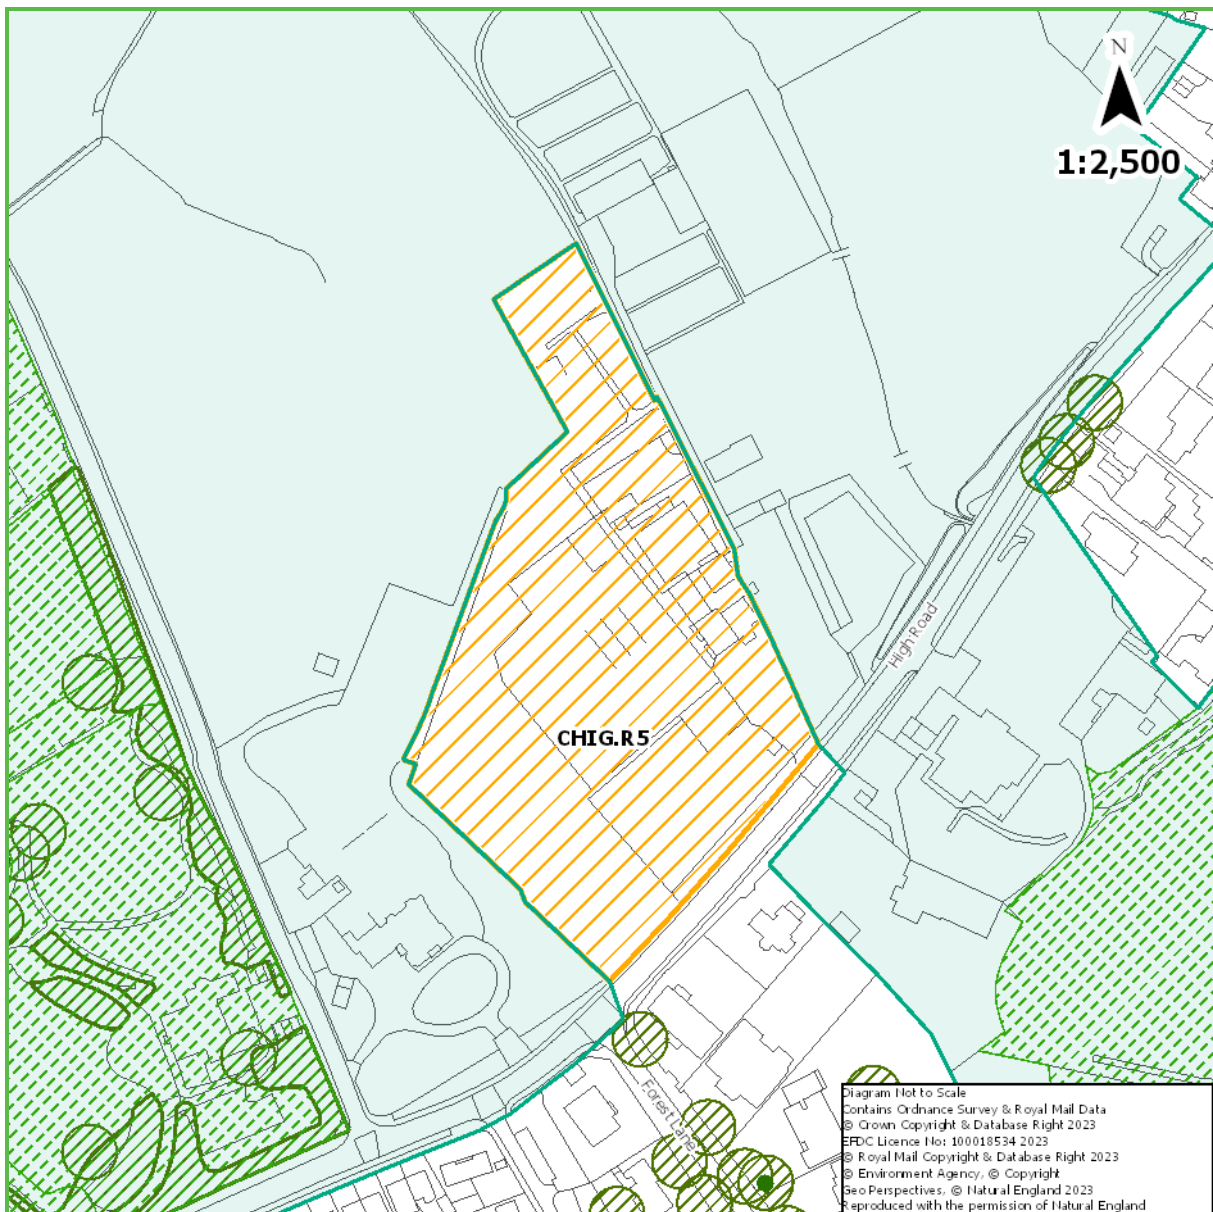 N
1:2,500
High Road
CHIG.R5
Forest Lane
Diagram Not to Scale
Contains Ordnance Survey & Royal Mail Data
© Crown Copyright & Database Right 2023
EFDC Licence No: 100018534 2023
© Royal Mail Copyright & Database Right 2023
© Environment Agency, © Copyright
Geo Perspectives, © Natural England 2023
Reproduced with the permission of Natural England